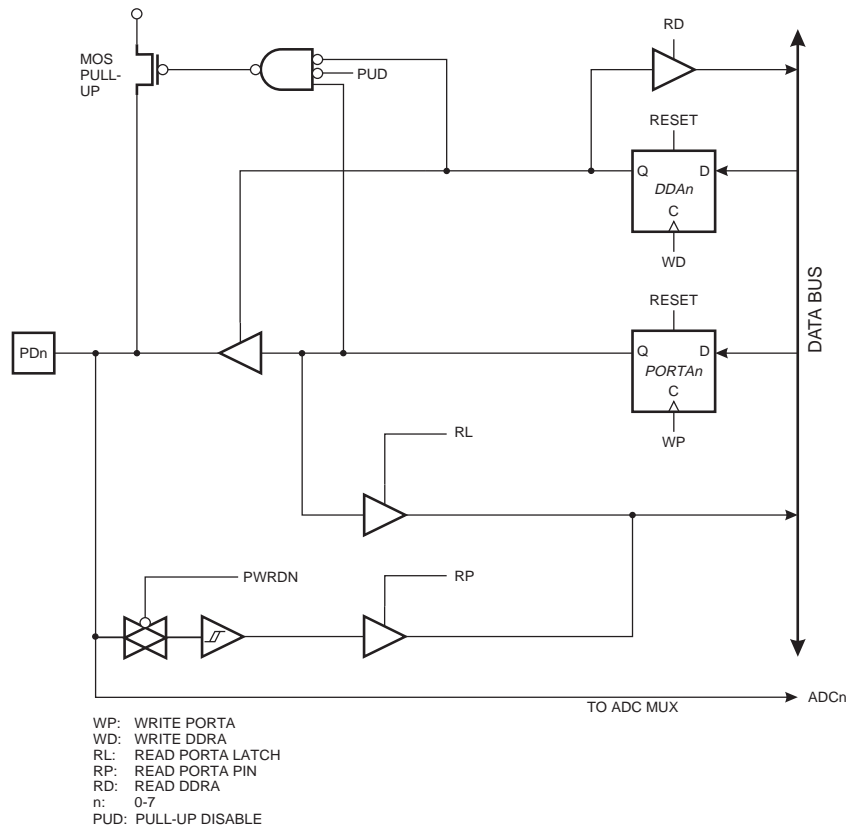 RD
MOS
PULL-
UP
PUD
RESET
Q D
DDAn
C
WD
DATA BUS
RESET
PDn
Q D
PORTAn
C
WP
RL
PWRDN
RP
TO ADC MUX
ADCn
WP: WRITE PORTA
WD: WRITE DDRA
RL: READ PORTA LATCH
RP: READ PORTA PIN
RD: READ DDRA
n: 0-7
PUD: PULL-UP DISABLE